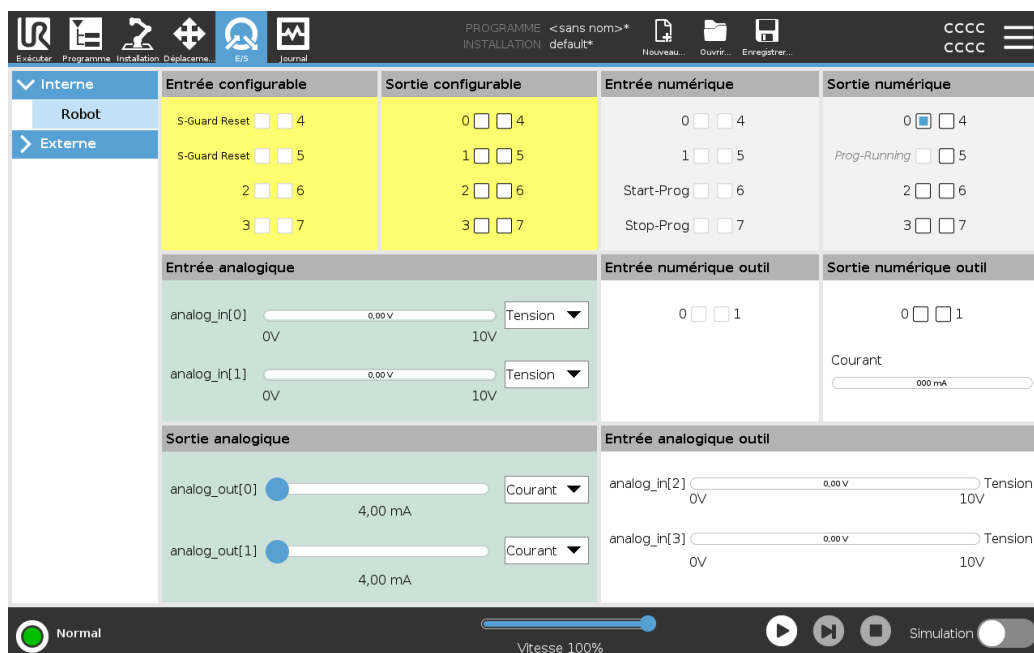 PROGRAMME <sans nom>*
INSTALLATION default*
cccc
cccc
Exécuter Programme Installation Déplaceme... E/S Journal
Nouveau... Ouvrir... Enregistrer...
Interne
Robot
Externe
Entrée configurable
S-Guard Reset 4
S-Guard Reset 5
2 6
3 7
Sortie configurable
0 4
1 5
2 6
3 7
Entrée numérique
0 4
1 5
Start-Prog 6
Stop-Prog 7
Sortie numérique
0 4
Prog-Running 5
2 6
3 7
Entrée analogique
analog_in[0] 0,00 V Tension
0V 10V
analog_in[1] 0,00 V Tension
0V 10V
Entrée numérique outil
0 1
Sortie numérique outil
0 1
Courant
000 mA
Sortie analogique
analog_out[0] Courant
4,00 mA
analog_out[1] Courant
4,00 mA
Entrée analogique outil
analog_in[2] 0,00 V Tension
0V 10V
analog_in[3] 0,00 V Tension
0V 10V
Normal
Vitesse 100%
Simulation